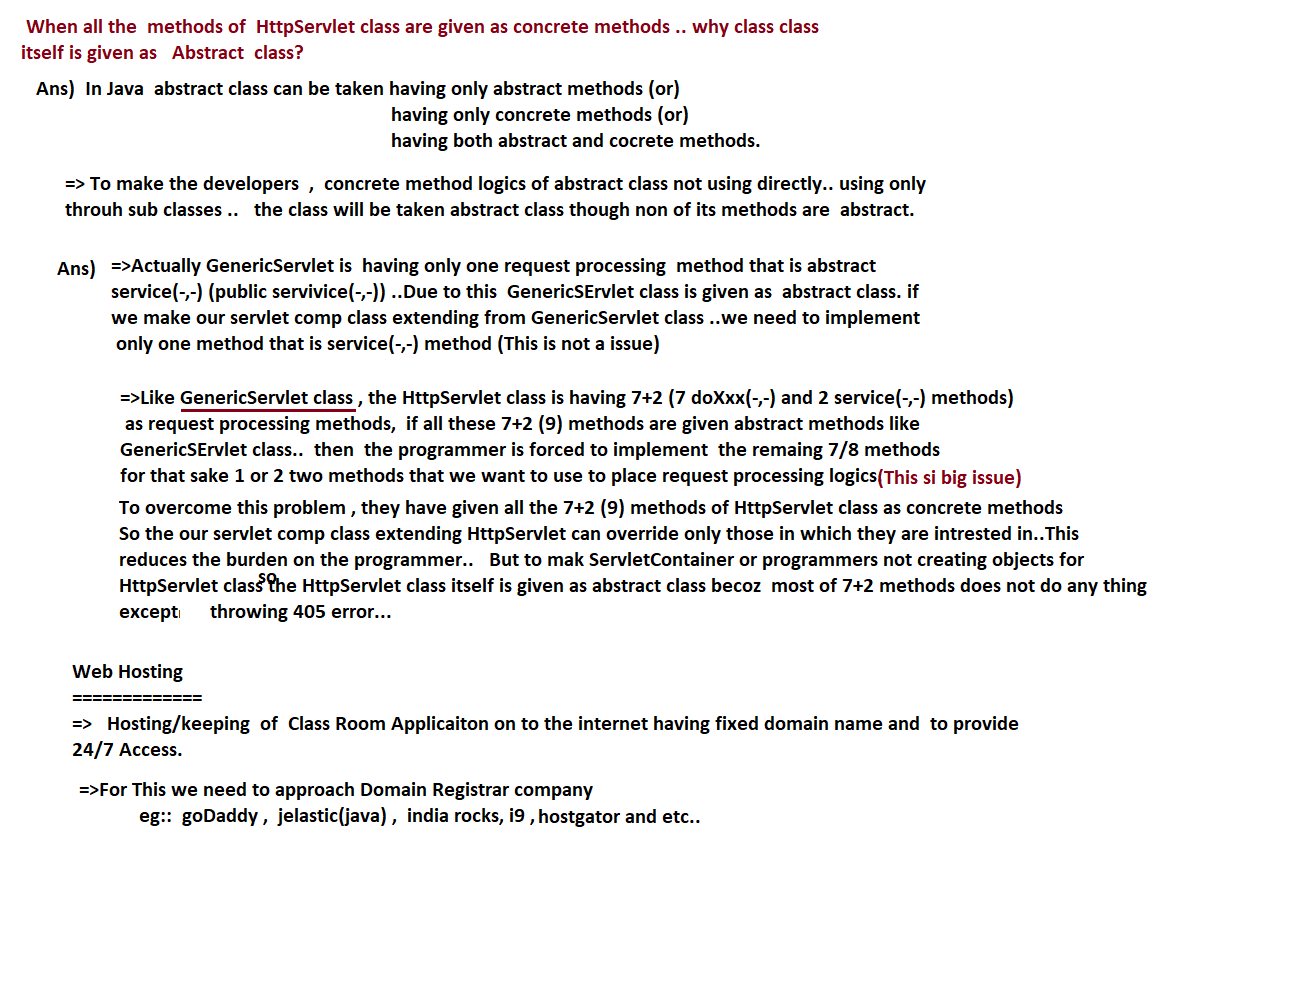 When all the methods of HttpServlet class are given as concrete methods .. why class class
itself is given as Abstract class?
Ans) In Java abstract class can be taken having only abstract methods (or)
having only concrete methods (or)
having both abstract and cocrete methods.
=> To make the developers , concrete method logics of abstract class not using directly.. using only
throuh sub classes .. the class will be taken abstract class though non of its methods are abstract.
Ans) =>Actually GenericServlet is having only one request processing method that is abstract
service(-,-) (public servivice(-,-)) ..Due to this GenericSErvlet class is given as abstract class. if
we make our servlet comp class extending from GenericServlet class ..we need to implement
only one method that is service(-,-) method (This is not a issue)
=>Like GenericServlet class , the HttpServlet class is having 7+2 (7 doXxx(-,-) and 2 service(-,-) methods)
as request processing methods, if all these 7+2 (9) methods are given abstract methods like
GenericSErvlet class.. then the programmer is forced to implement the remaing 7/8 methods
for that sake 1 or 2 two methods that we want to use to place request processing logics(This si big issue)
To overcome this problem , they have given all the 7+2 (9) methods of HttpServlet class as concrete methods
So the our servlet comp class extending HttpServlet can override only those in which they are intrested in..This
reduces the burden on the programmer.. But to mak ServletContainer or programmers not creating objects for
HttpServlet class so the HttpServlet class itself is given as abstract class becoz most of 7+2 methods does not do any thing
except throwing 405 error...
Web Hosting
=============
=> Hosting/keeping of Class Room Applicaiton on to the internet having fixed domain name and to provide
24/7 Access.
=>For This we need to approach Domain Registrar company
eg:: goDaddy , jelastic(java) , india rocks, i9 , hostgator and etc..